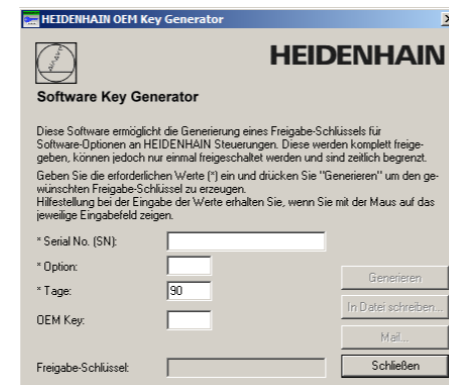 HEIDENHAIN OEM Key Generator
HEIDENHAIN
Software Key Generator
Diese Software ermöglicht die Generierung eines Freigabe-Schlüssels für
Software-Optionen an HEIDENHAIN Steuerungen. Diese werden komplett freige-
geben, können jedoch nur einmal freigeschaltet werden und sind zeitlich begrenzt.
Geben Sie die erforderlichen Werte (*) ein und drücken Sie "Generieren" um den ge-
wünschten Freigabe-Schlüssel zu erzeugen.
Hilfestellung bei der Eingabe der Werte erhalten Sie, wenn Sie mit der Maus auf das
jeweilige Eingabefeld zeigen.
* Serial No. (SN):
* Option:
Generieren
* Tage: 90
In Datei schreiben...
OEM Key:
Mail...
Freigabe-Schlüssel: Schließen